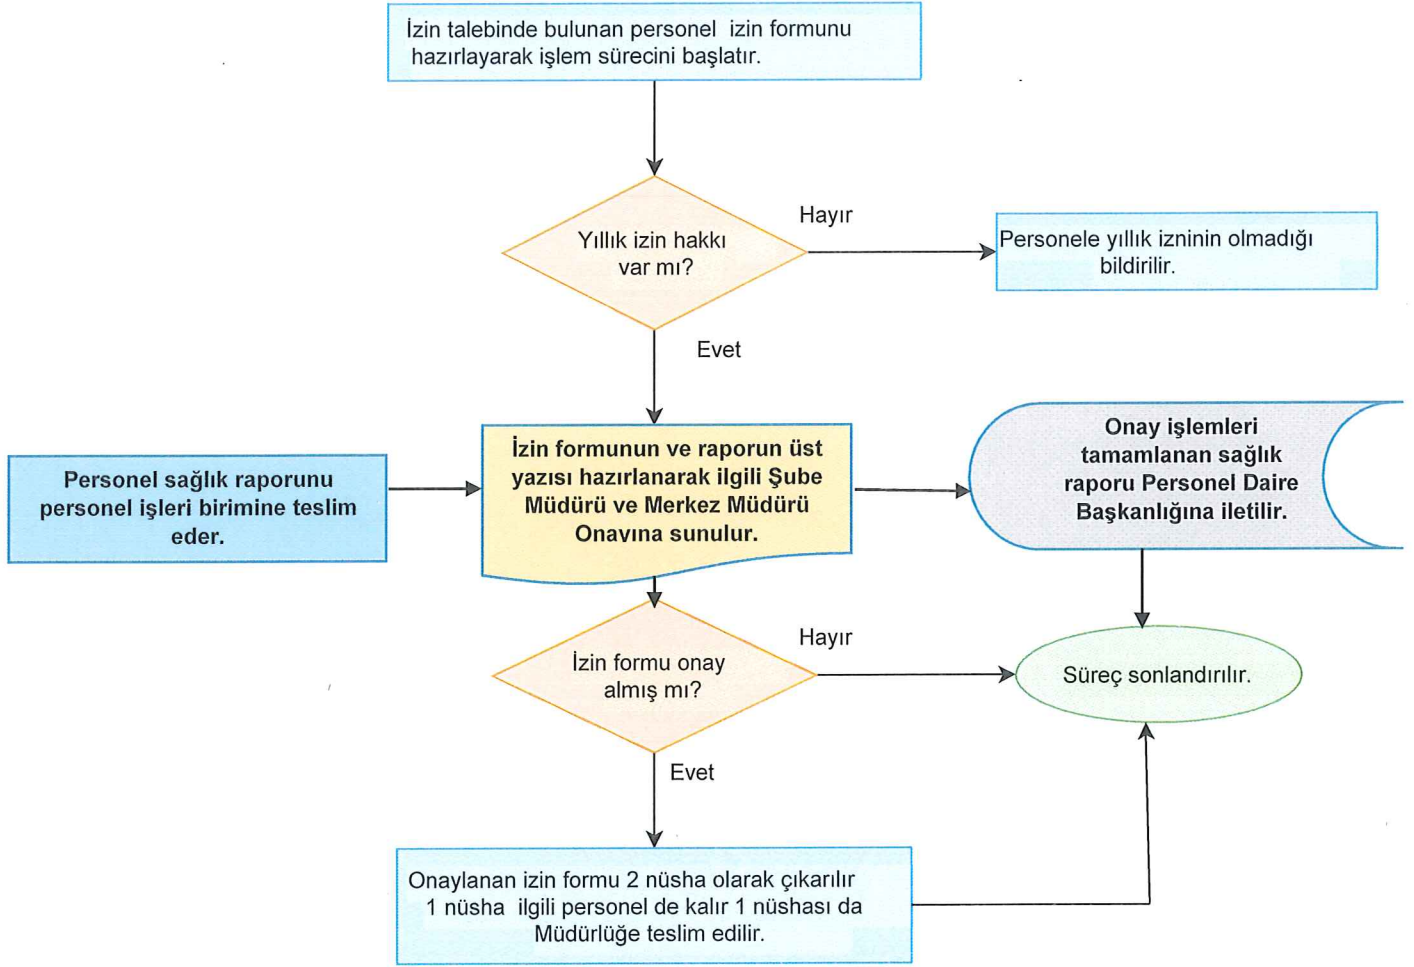 İzin talebinde bulunan personel izin formunu
hazırlayarak işlem sürecini başlatır.
Yıllık izin hakkı
var mı?
Hayır
Personele yıllık izninin olmadığı
bildirilir.
Evet
Personel sağlık raporunu
personel işleri birimine teslim
eder.
İzin formunun ve raporun üst
yazısı hazırlanarak ilgili Şube
Müdürü ve Merkez Müdürü
Onavına sunulur.
Onay işlemleri
tamamlanan sağlık
raporu Personel Daire
Başkanlığına iletilir.
İzin formu onay
almış mı?
Hayır
Süreç sonlandırılır.
Evet
Onaylanan izin formu 2 nüsha olarak çıkarılır
1 nüsha ilgili personel de kalır 1 nüshası da
Müdürlüğe teslim edilir.